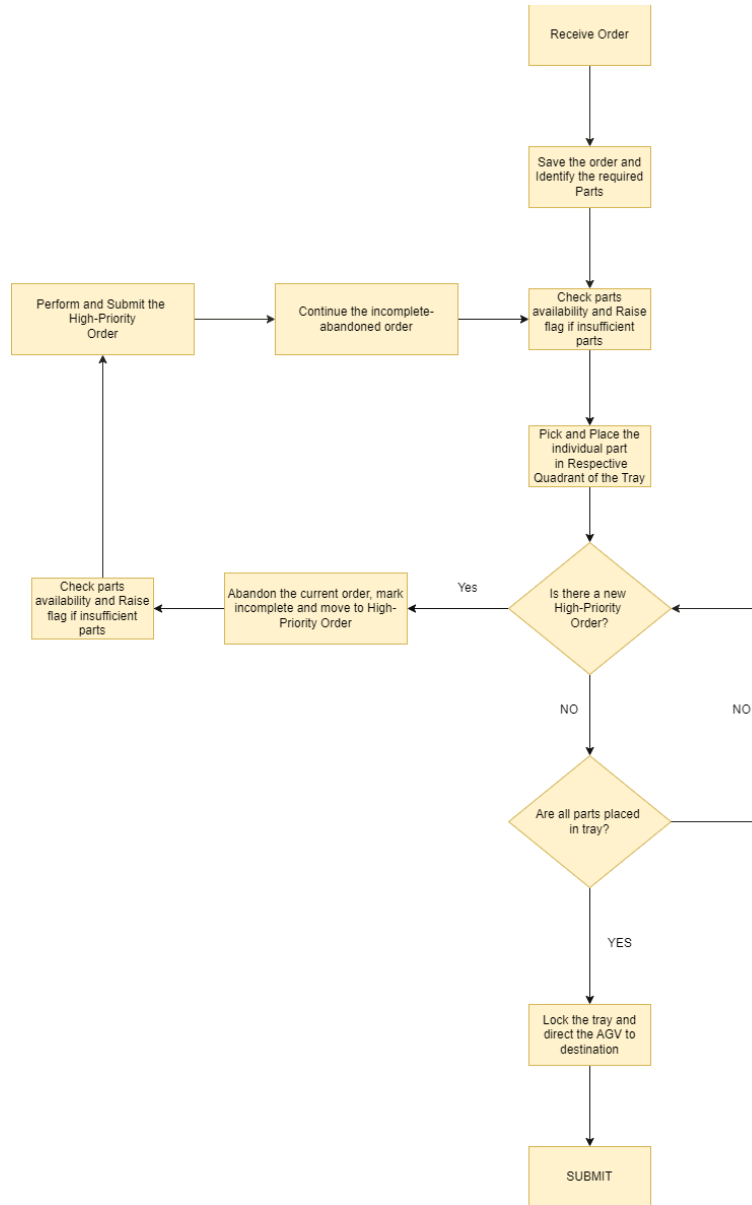 Receive Order
Save the order and
Identify the required
Parts
Perform and Submit the
High-Priority
Order
Continue the incomplete-
abandoned order
Check parts
availability and Raise
flag if insufficient
parts
Pick and Place the
individual part
in Respective
Quadrant of the Tray
Check parts
availability and Raise
flag if insufficient
parts
Abandon the current order, mark
incomplete and move to High-
Priority Order
Yes
Is there a new
High-Priority
Order?
NO
NO
Are all parts placed
in tray?
YES
Lock the tray and
direct the AGV to
destination
SUBMIT